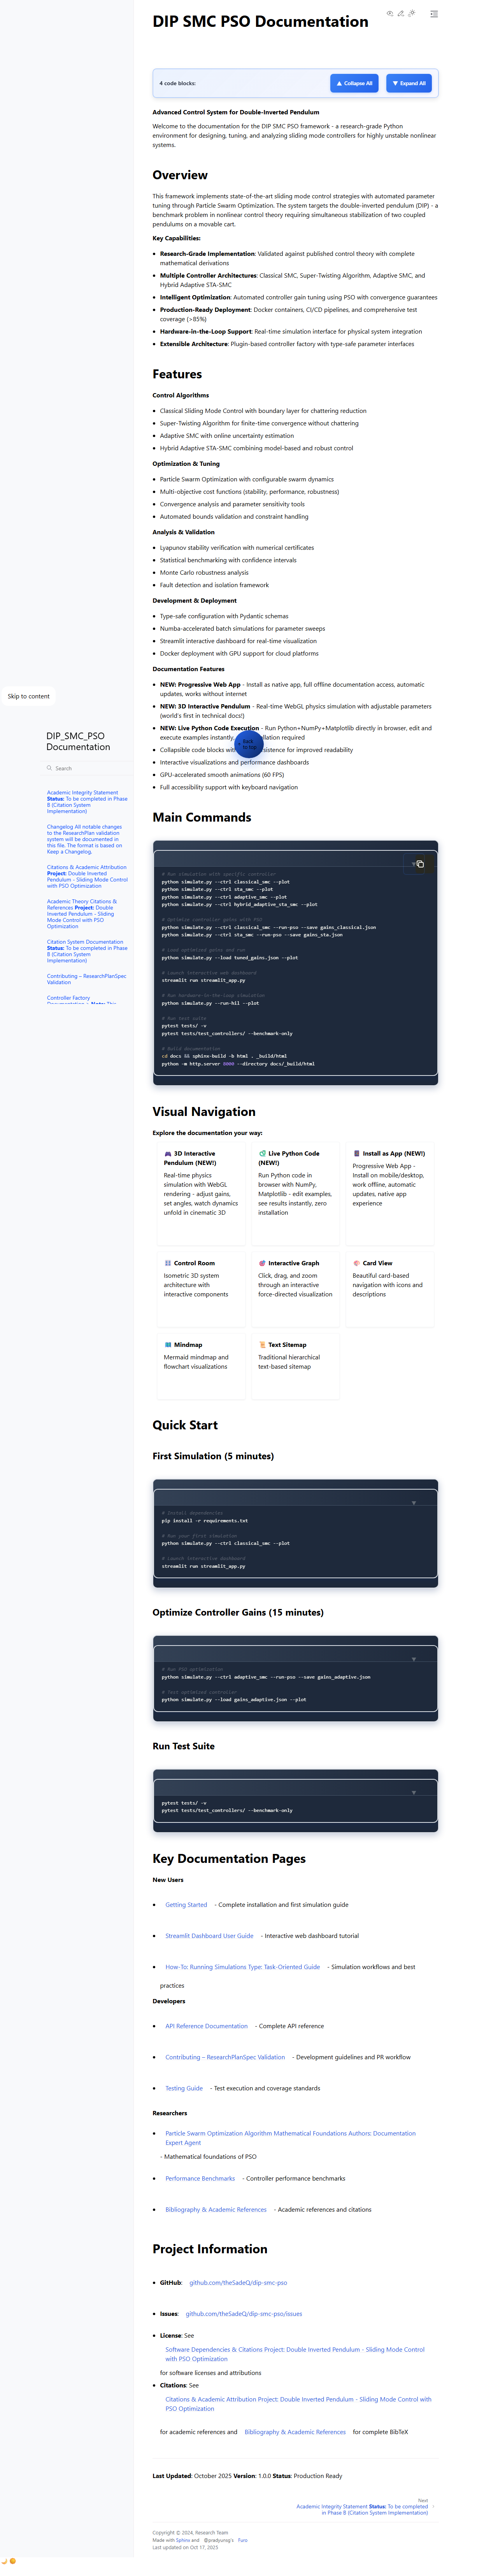 DIP SMC PSO Documentation
4 code blocks:
▲ Collapse All
▼ Expand All
Advanced Control System for Double-Inverted Pendulum
Welcome to the documentation for the DIP SMC PSO framework - a research-grade Python
environment for designing, tuning, and analyzing sliding mode controllers for highly unstable nonlinear
systems.
Overview
This framework implements state-of-the-art sliding mode control strategies with automated parameter
tuning through Particle Swarm Optimization. The system targets the double-inverted pendulum (DIP) - a
benchmark problem in nonlinear control theory requiring simultaneous stabilization of two coupled
pendulums on a movable cart.
Key Capabilities:
• Research-Grade Implementation: Validated against published control theory with complete
mathematical derivations
• Multiple Controller Architectures: Classical SMC, Super-Twisting Algorithm, Adaptive SMC, and
Hybrid Adaptive STA-SMC
• Intelligent Optimization: Automated controller gain tuning using PSO with convergence guarantees
• Production-Ready Deployment: Docker containers, CI/CD pipelines, and comprehensive test
coverage (>85%)
• Hardware-in-the-Loop Support: Real-time simulation interface for physical system integration
• Extensible Architecture: Plugin-based controller factory with type-safe parameter interfaces
Features
Control Algorithms
• Classical Sliding Mode Control with boundary layer for chattering reduction
• Super-Twisting Algorithm for finite-time convergence without chattering
• Adaptive SMC with online uncertainty estimation
• Hybrid Adaptive STA-SMC combining model-based and robust control
Optimization & Tuning
• Particle Swarm Optimization with configurable swarm dynamics
• Multi-objective cost functions (stability, performance, robustness)
• Convergence analysis and parameter sensitivity tools
• Automated bounds validation and constraint handling
Analysis & Validation
• Lyapunov stability verification with numerical certificates
• Statistical benchmarking with confidence intervals
• Monte Carlo robustness analysis
• Fault detection and isolation framework
Development & Deployment
• Type-safe configuration with Pydantic schemas
• Numba-accelerated batch simulations for parameter sweeps
• Streamlit interactive dashboard for real-time visualization
• Docker deployment with GPU support for cloud platforms
Documentation Features
• NEW: Progressive Web App - Install as native app, full offline documentation access, automatic
updates, works without internet
• NEW: 3D Interactive Pendulum - Real-time WebGL physics simulation with adjustable parameters
(world's first in technical docs!)
• NEW: Live Python Code Execution - Run Python+NumPy+Matplotlib directly in browser, edit and
execute examples instantly, installation required
• Collapsible code blocks with persistence for improved readability
• Interactive visualizations and performance dashboards
• GPU-accelerated smooth animations (60 FPS)
• Full accessibility support with keyboard navigation
Skip to content
DIP_SMC_PSO
Documentation
Search
Academic Integrity Statement
Status: To be completed in Phase
8 (Citation System
Implementation)
Changelog All notable changes
to the ResearchPlan validation
system will be documented in
this file. The format is based on
Keep a Changelog,
Citations & Academic Attribution
Project: Double Inverted
Pendulum - Sliding Mode Control
with PSO Optimization
Academic Theory Citations &
References Project: Double
Inverted Pendulum - Sliding
Mode Control with PSO
Optimization
Citation System Documentation
Status: To be completed in Phase
8 (Citation System
Implementation)
Contributing – ResearchPlanSpec
Validation
Controller Factory
Main Commands
# Run simulation with specific controller
python simulate.py --ctrl classical_smc --plot
python simulate.py --ctrl sta_smc --plot
python simulate.py --ctrl adaptive_smc --plot
python simulate.py --ctrl hybrid_adaptive_sta_smc --plot
# Optimize controller gains with PSO
python simulate.py --ctrl classical_smc --run-pso --save gains_classical.json
python simulate.py --ctrl sta_smc --run-pso --save gains_sta.json
# Load optimized gains and run
python simulate.py --load tuned_gains.json --plot
# Launch interactive web dashboard
streamlit run streamlit_app.py
# Run hardware-in-the-loop simulation
python simulate.py --run-hil --plot
# Run test suite
pytest tests/ -v
pytest tests/test_controllers/ --benchmark-only
# Build documentation
cd docs && sphinx-build -b html . _build/html
python -m http.server 8000 --directory docs/_build/html
Visual Navigation
Explore the documentation your way:
3D Interactive
Pendulum (NEW!)
Real-time physics
simulation with WebGL
rendering - adjust gains,
set angles, watch dynamics
unfold in cinematic 3D
Live Python Code
(NEW!)
Run Python code in
browser with NumPy,
Matplotlib - edit examples,
see results instantly, zero
installation
Install as App (NEW!)
Progressive Web App -
Install on mobile/desktop,
work offline, automatic
updates, native app
experience
Control Room
Isometric 3D system
architecture with
interactive components
Interactive Graph
Click, drag, and zoom
through an interactive
force-directed visualization
Card View
Beautiful card-based
navigation with icons and
descriptions
Mindmap
Mermaid mindmap and
flowchart visualizations
Text Sitemap
Traditional hierarchical
text-based sitemap
Quick Start
First Simulation (5 minutes)
# Install dependencies
pip install -r requirements.txt
# Run your first simulation
python simulate.py --ctrl classical_smc --plot
# Launch interactive dashboard
streamlit run streamlit_app.py
Optimize Controller Gains (15 minutes)
# Run PSO optimization
python simulate.py --ctrl adaptive_smc --run-pso --save gains_adaptive.json
# Test optimized controller
python simulate.py --load gains_adaptive.json --plot
Run Test Suite
pytest tests/ -v
pytest tests/test_controllers/ --benchmark-only
Key Documentation Pages
New Users
• Getting Started - Complete installation and first simulation guide
• Streamlit Dashboard User Guide - Interactive web dashboard tutorial
• How-To: Running Simulations Type: Task-Oriented Guide - Simulation workflows and best
practices
Developers
• API Reference Documentation - Complete API reference
• Contributing – ResearchPlanSpec Validation - Development guidelines and PR workflow
• Testing Guide - Test execution and coverage standards
Researchers
• Particle Swarm Optimization Algorithm Mathematical Foundations Authors: Documentation
Expert Agent
- Mathematical foundations of PSO
• Performance Benchmarks - Controller performance benchmarks
• Bibliography & Academic References - Academic references and citations
Project Information
• GitHub: github.com/theSadeQ/dip-smc-pso
• Issues: github.com/theSadeQ/dip-smc-pso/issues
• License: See
Software Dependencies & Citations Project: Double Inverted Pendulum - Sliding Mode Control
with PSO Optimization
for software licenses and attributions
• Citations: See
Citations & Academic Attribution Project: Double Inverted Pendulum - Sliding Mode Control with
PSO Optimization
for academic references and Bibliography & Academic References for complete BibTeX
Last Updated: October 2025 Version: 1.0.0 Status: Production Ready
Next
Academic Integrity Statement Status: To be completed
in Phase 8 (Citation System Implementation)
Copyright © 2024, Research Team
Made with Sphinx and @pradyunsg's Furo
Last updated on Oct 17, 2025